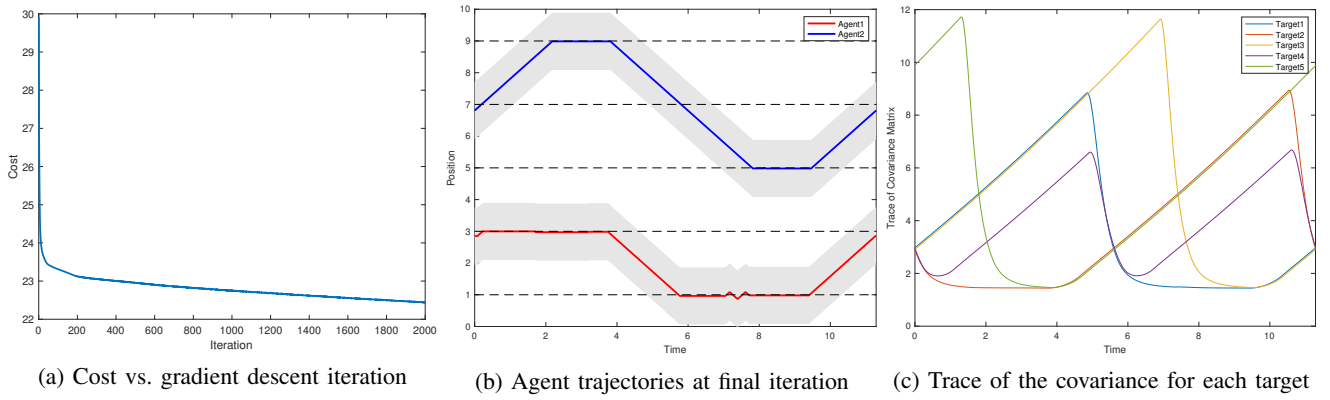 30
29
28
27
26
25
24
23
22
Cost
0 200 400 600 800 1000 1200 1400 1600 1800 2000
Iteration
(a) Cost vs. gradient descent iteration
Agent1
Agent2
10
9
8
7
6
5
4
3
2
1
0
Position
0 2 4 6 8 10
Time
(b) Agent trajectories at final iteration
Target1
Target2
Target3
Target4
Target5
12
10
8
6
4
2
0
Trace of Covariance Matrix
0 2 4 6 8 10
Time
(c) Trace of the covariance for each target